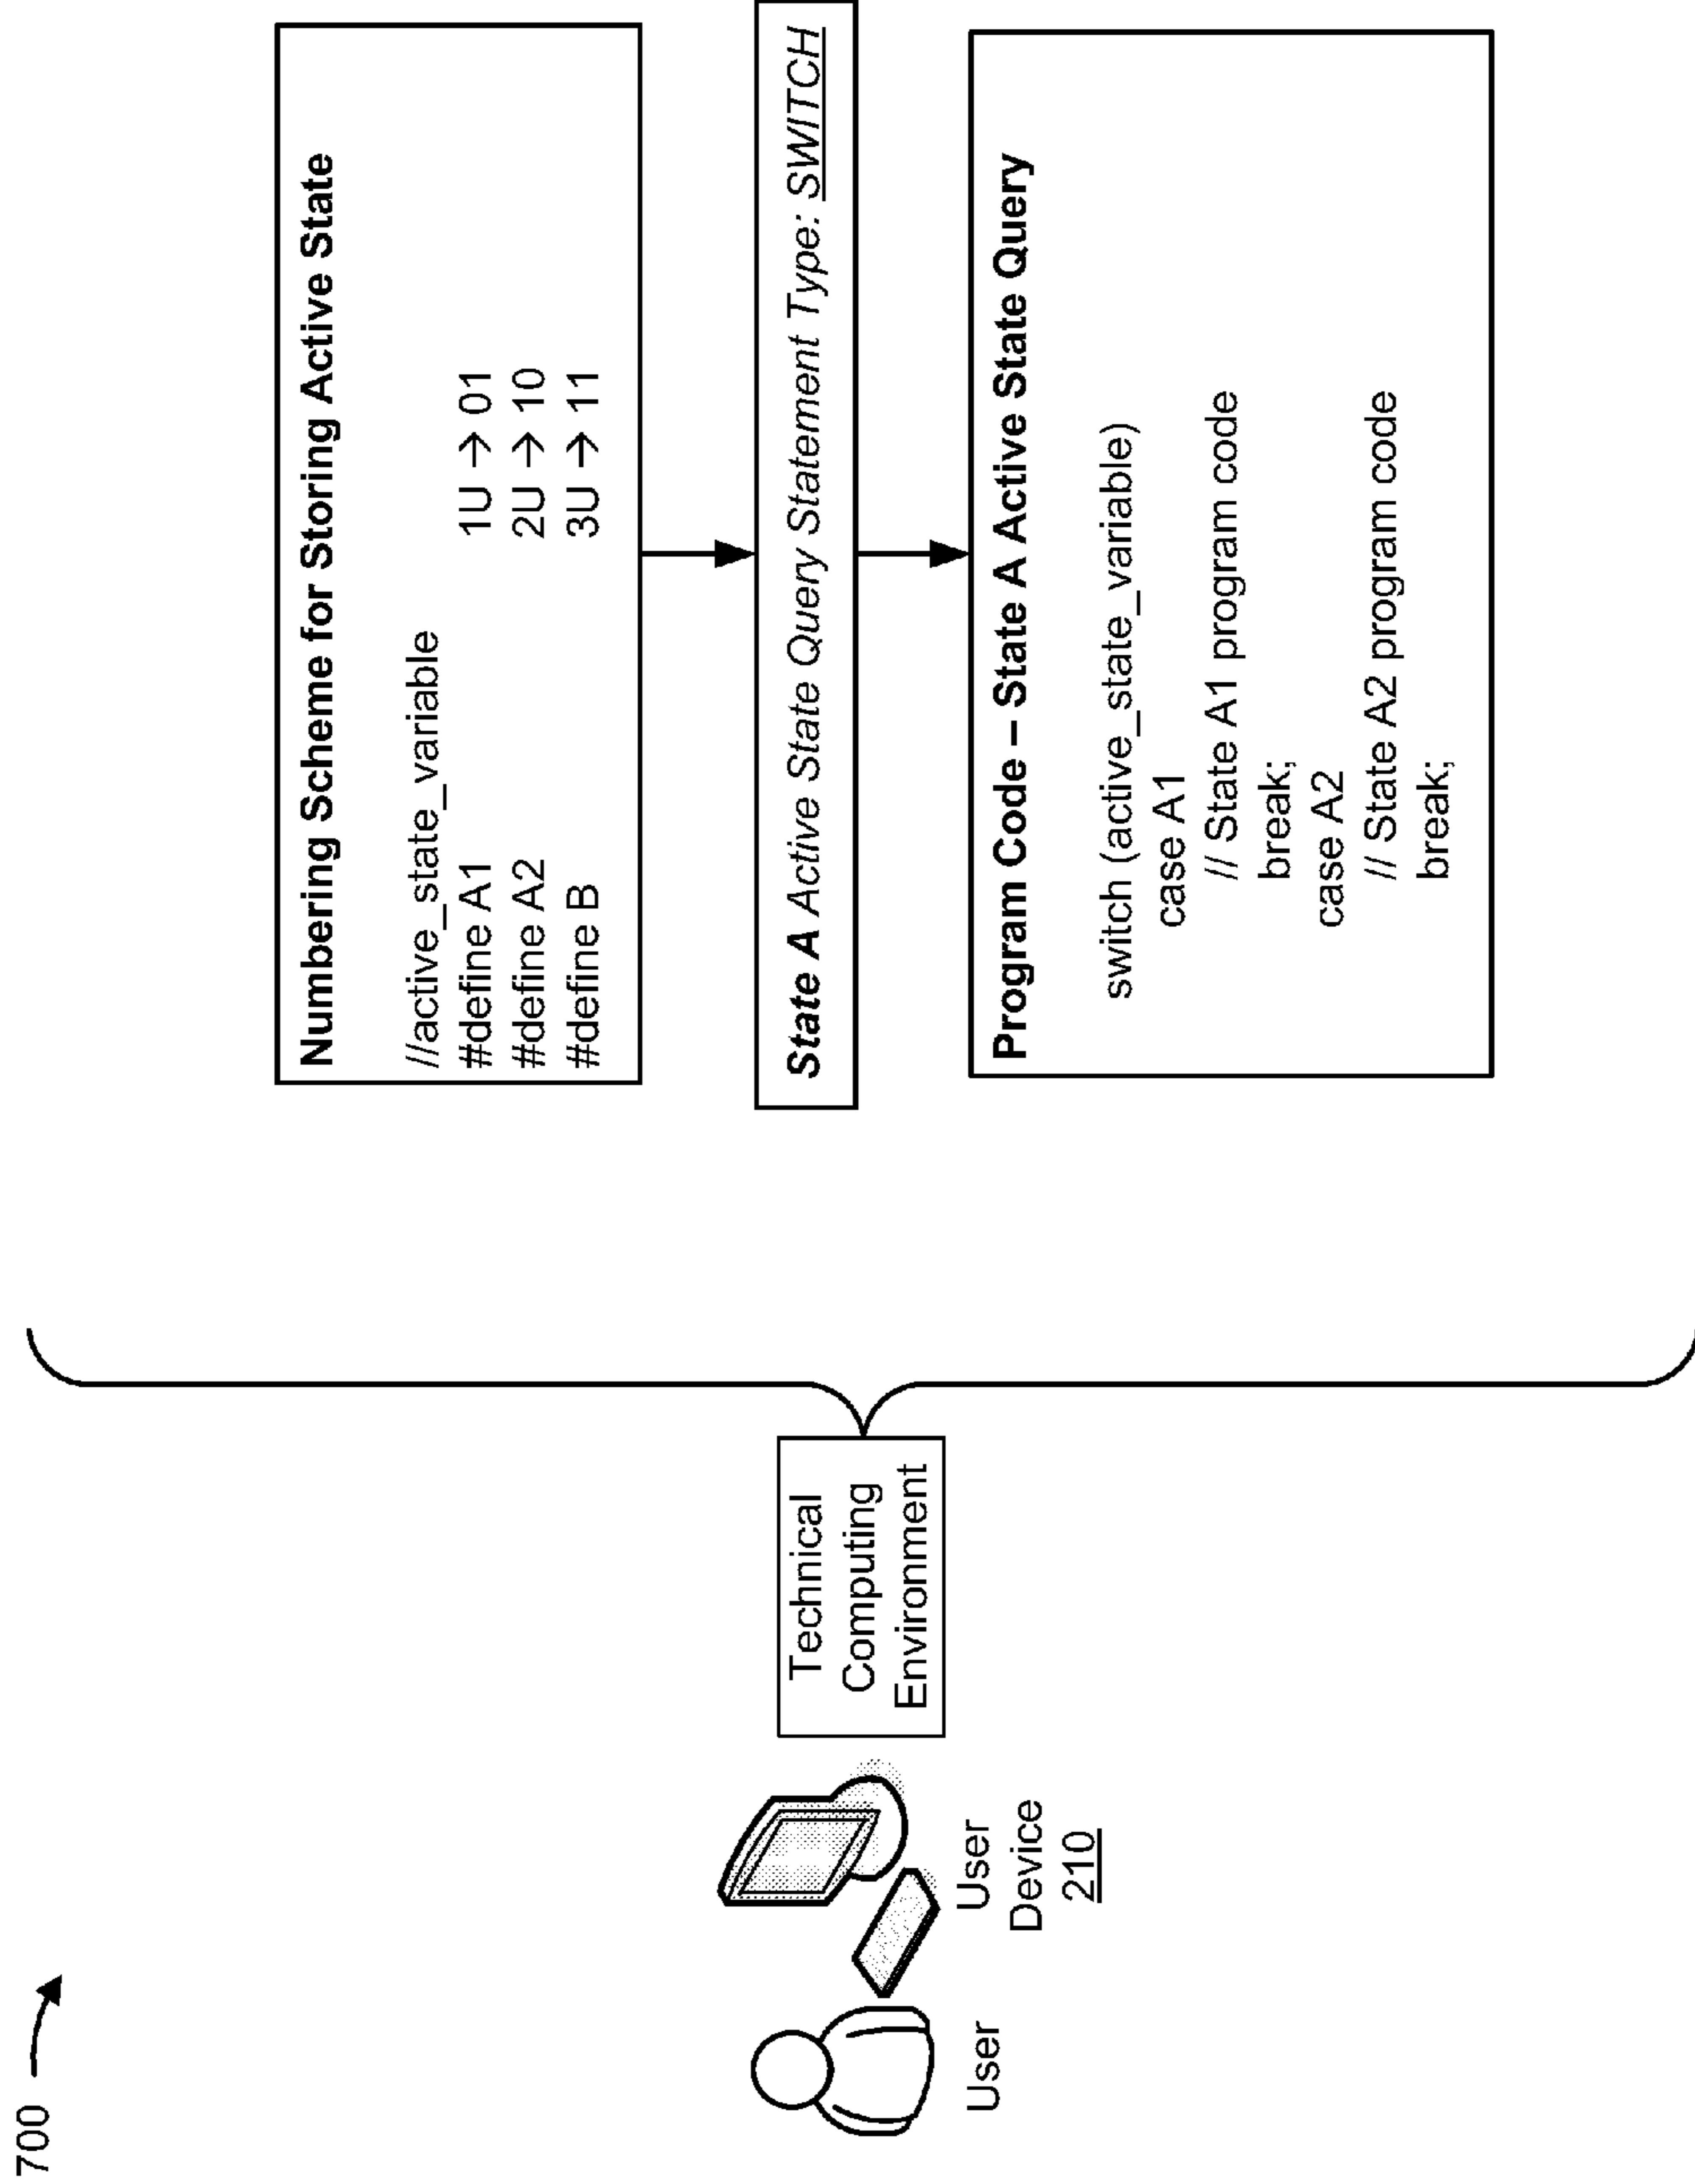 700
User
User
Device
210
Technical
Computing
Environment
Numbering Scheme for Storing Active State
//active_state_variable
#define A1 1U → 01
#define A2 2U → 10
#define B 3U → 11
State A Active State Query Statement Type: SWITCH
Program Code – State A Active State Query
switch (active_state_variable)
case A1
// State A1 program code
break;
case A2
// State A2 program code
break;